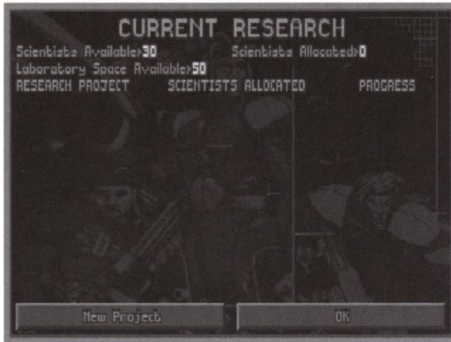 CURRENT RESEARCH
Scientists Available>30 Scientists Allocated>0
Laboratory Space Available>50
RESEARCH PROJECT SCIENTISTS ALLOCATED PROGRESS
New Project OK